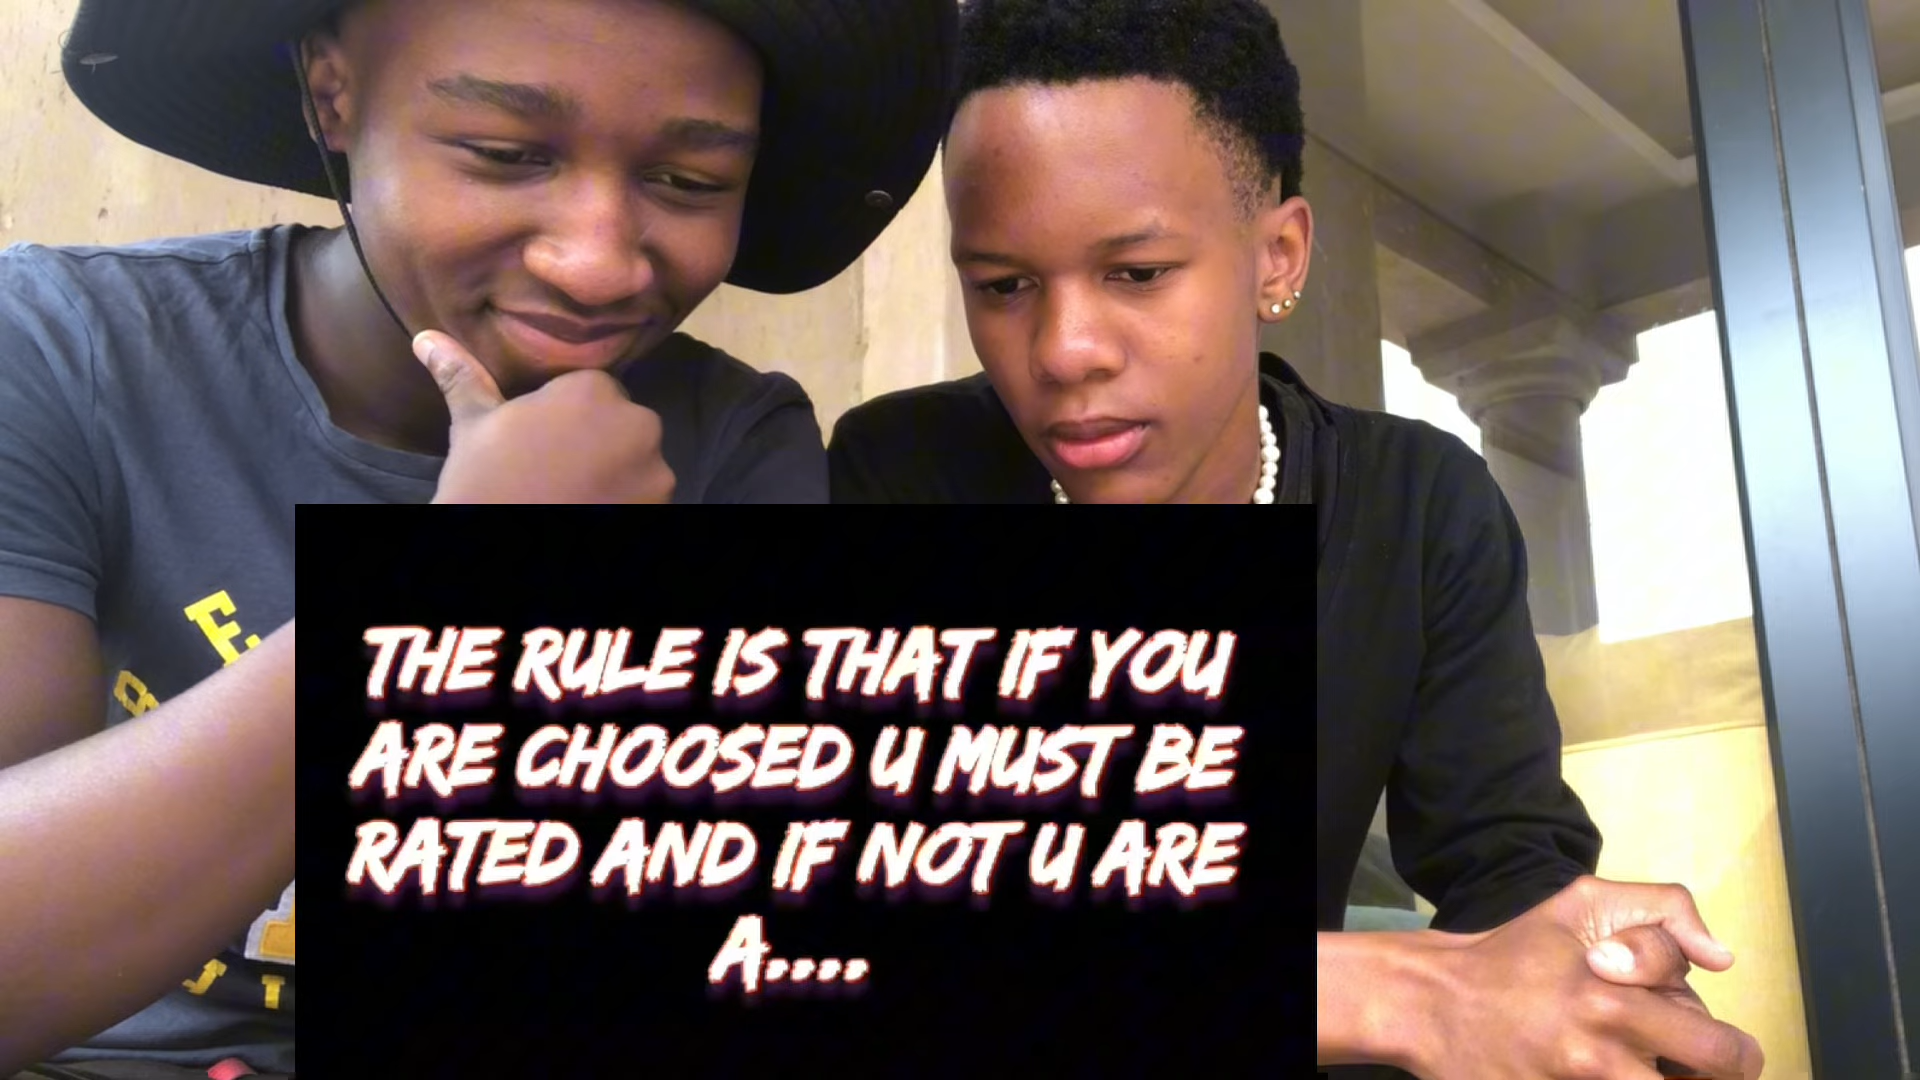 THE RULE IS THAT IF YOU
ARE CHOOSED U MUST BE
RATED AND IF NOT U ARE
A....